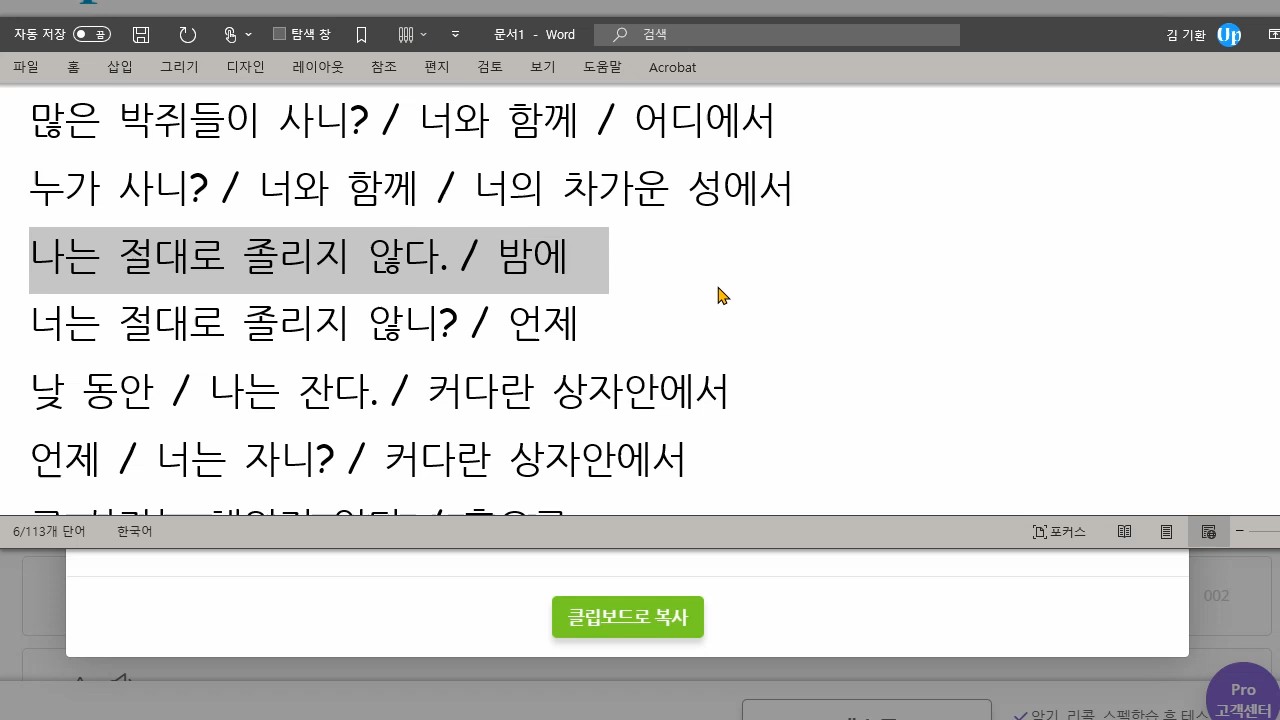 자동 저장 끔 탐색 창 문서1 - Word 검색 김 기환 Up
파일 홈 삽입 그리기 디자인 레이아웃 참조 편지 검토 보기 도움말 Acrobat
많은 박쥐들이 사니? / 너와 함께 / 어디에서
누가 사니? / 너와 함께 / 너의 차가운 성에서
나는 절대로 졸리지 않다. / 밤에
너는 절대로 졸리지 않니? / 언제
낮 동안 / 나는 잔다. / 커다란 상자안에서
언제 / 너는 자니? / 커다란 상자안에서
6/113개 단어 한국어 포커스
002
클립보드로 복사
Pro
고객센터